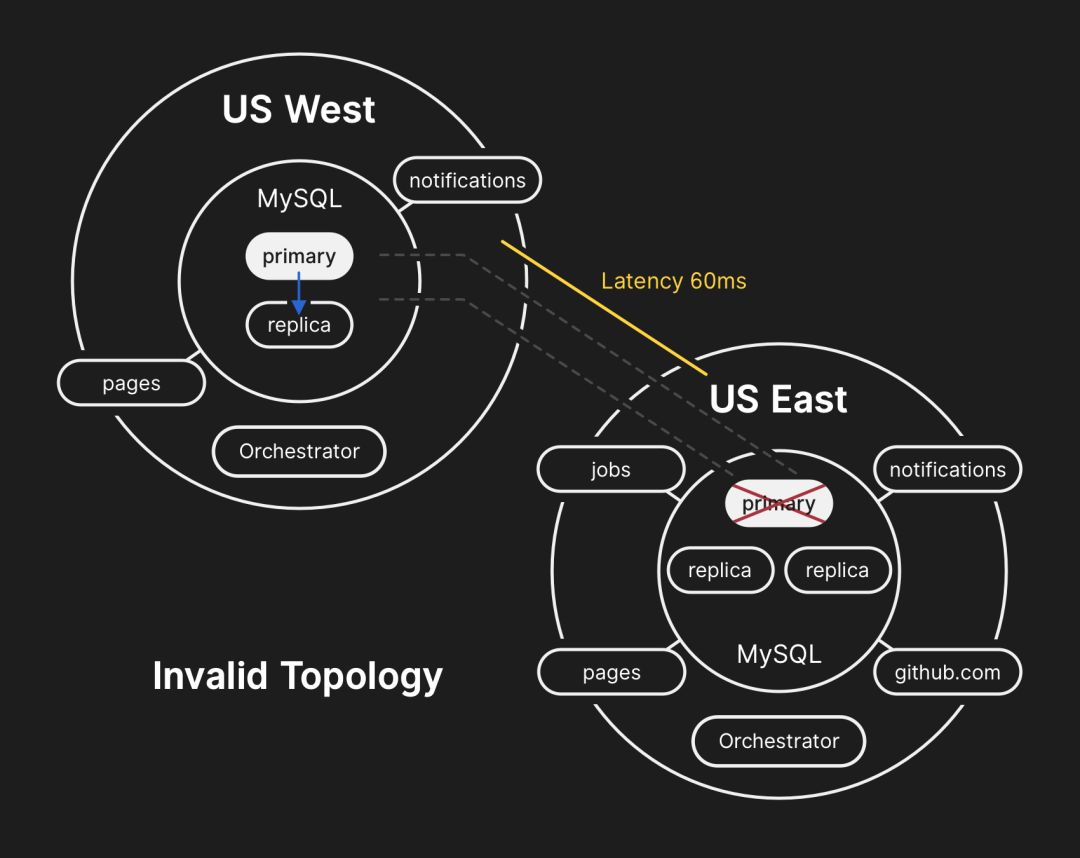 US West
notifications
MySQL
primary
replica
Latency 60ms
pages
Orchestrator
US East
jobs
notifications
primary
replica
replica
MySQL
pages
github.com
Orchestrator
Invalid Topology